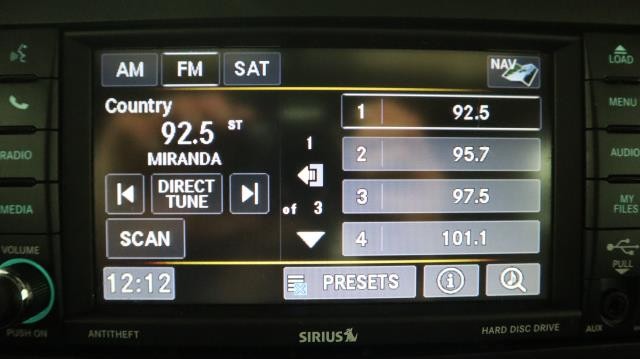 AM FM SAT NAV
LOAD
MENU
RADIO
AUDIO
MEDIA
MY
FILES
Country
92.5 ST
MIRANDA
DIRECT
TUNE
SCAN
1
of 3
1 92.5
2 95.7
3 97.5
4 101.1
12:12 PRESETS i
VOLUME
PUSH ON
PULL
ANTITHEFT
SIRIUS
HARD DISC DRIVE
AUX